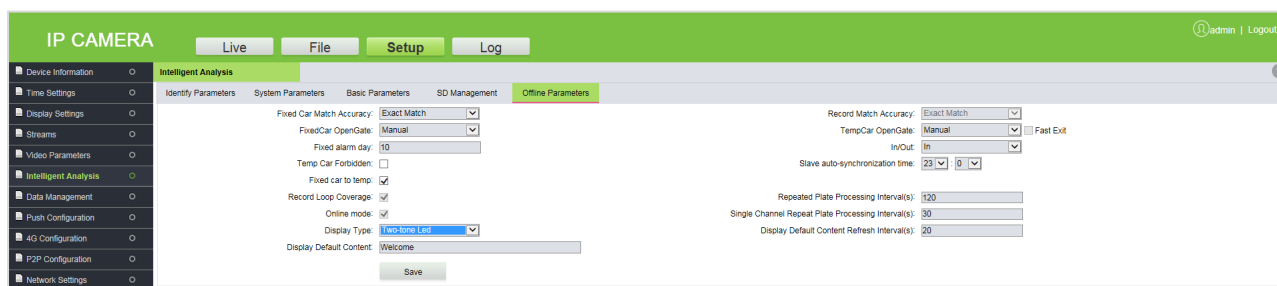 IP CAMERA
Live
File
Setup
Log
admin | Logout
Device Information
Time Settings
Display Settings
Streams
Video Parameters
Intelligent Analysis
Data Management
Push Configuration
4G Configuration
P2P Configuration
Network Settings
Intelligent Analysis
Identify Parameters
System Parameters
Basic Parameters
SD Management
Offline Parameters
Fixed Car Match Accuracy: Exact Match
Record Match Accuracy: Exact Match
FixedCar OpenGate: Manual
TempCar OpenGate: Manual Fast Exit
Fixed alarm day: 10
In/Out: In
Temp Car Forbidden:
Slave auto-synchronization time: 23 : 0
Fixed car to temp:
Record Loop Coverage:
Repeated Plate Processing Interval(s): 120
Online mode:
Single Channel Repeat Plate Processing Interval(s): 30
Display Type: Two-tone Led
Display Default Content Refresh Interval(s): 20
Display Default Content: Welcome
Save